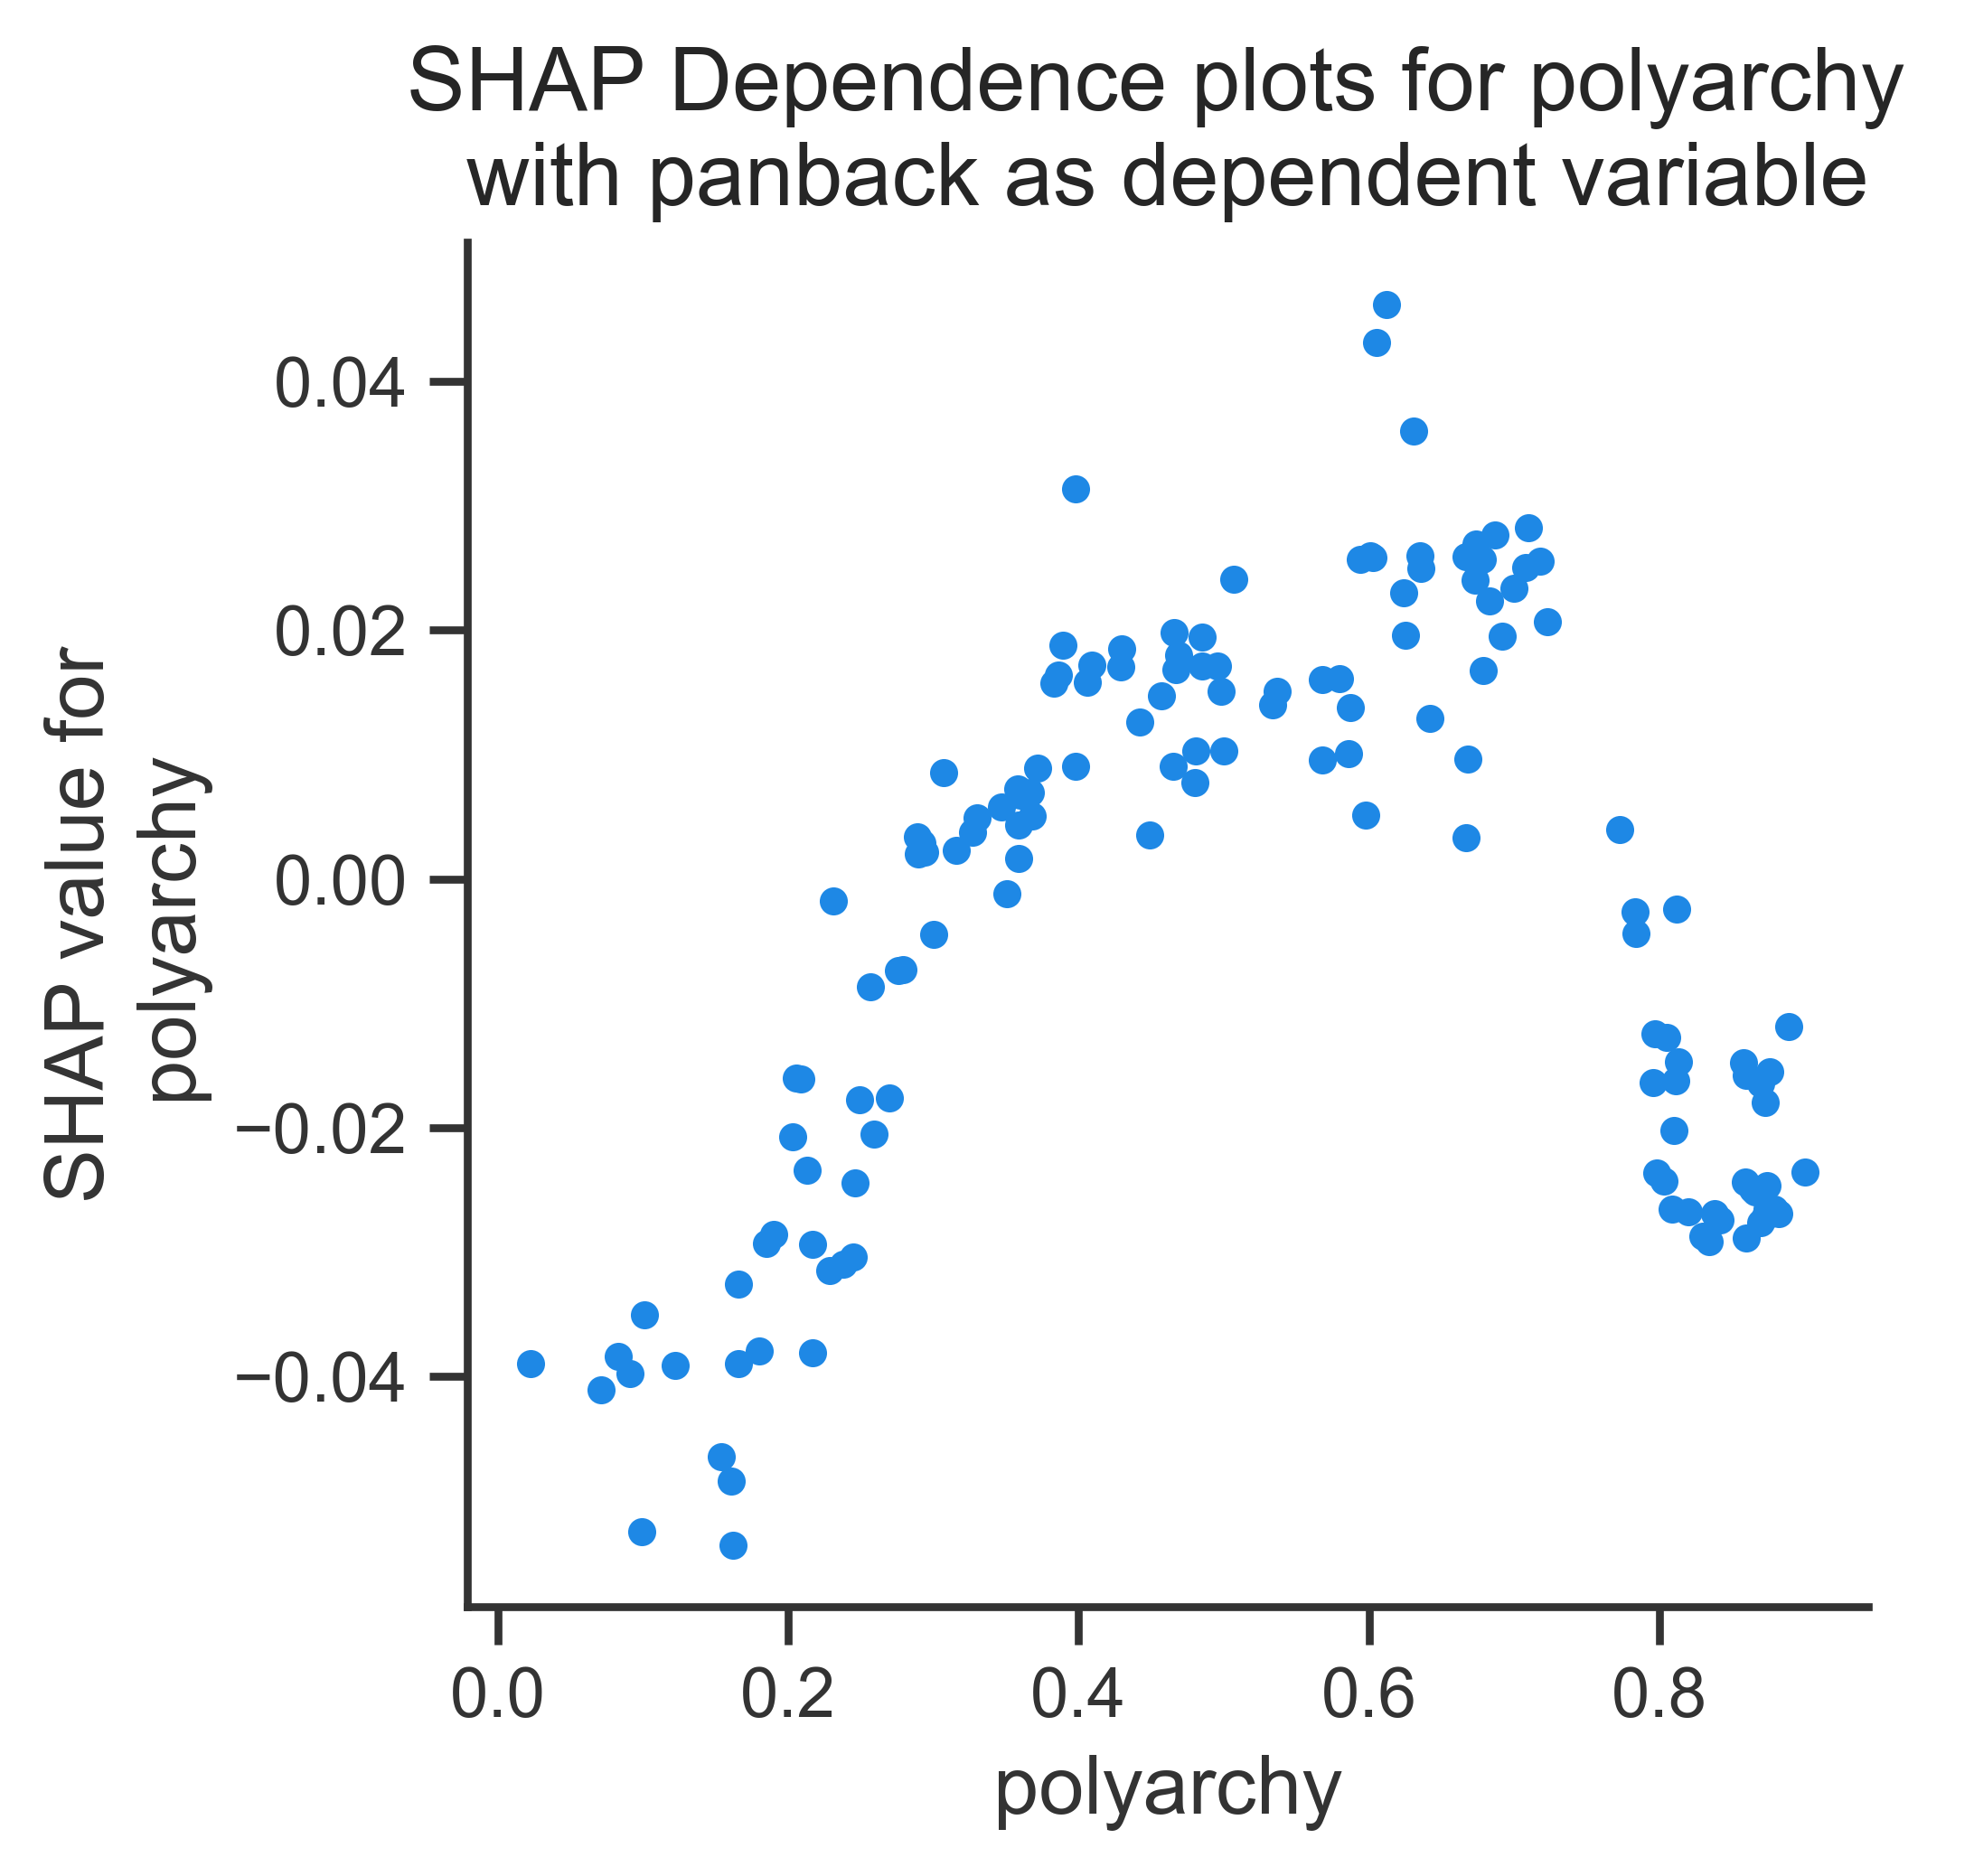 SHAP Dependence plots for polyarchy
with panback as dependent variable
SHAP value for
polyarchy
0.04
0.02
0.00
−0.02
−0.04
0.0 0.2 0.4 0.6 0.8
polyarchy